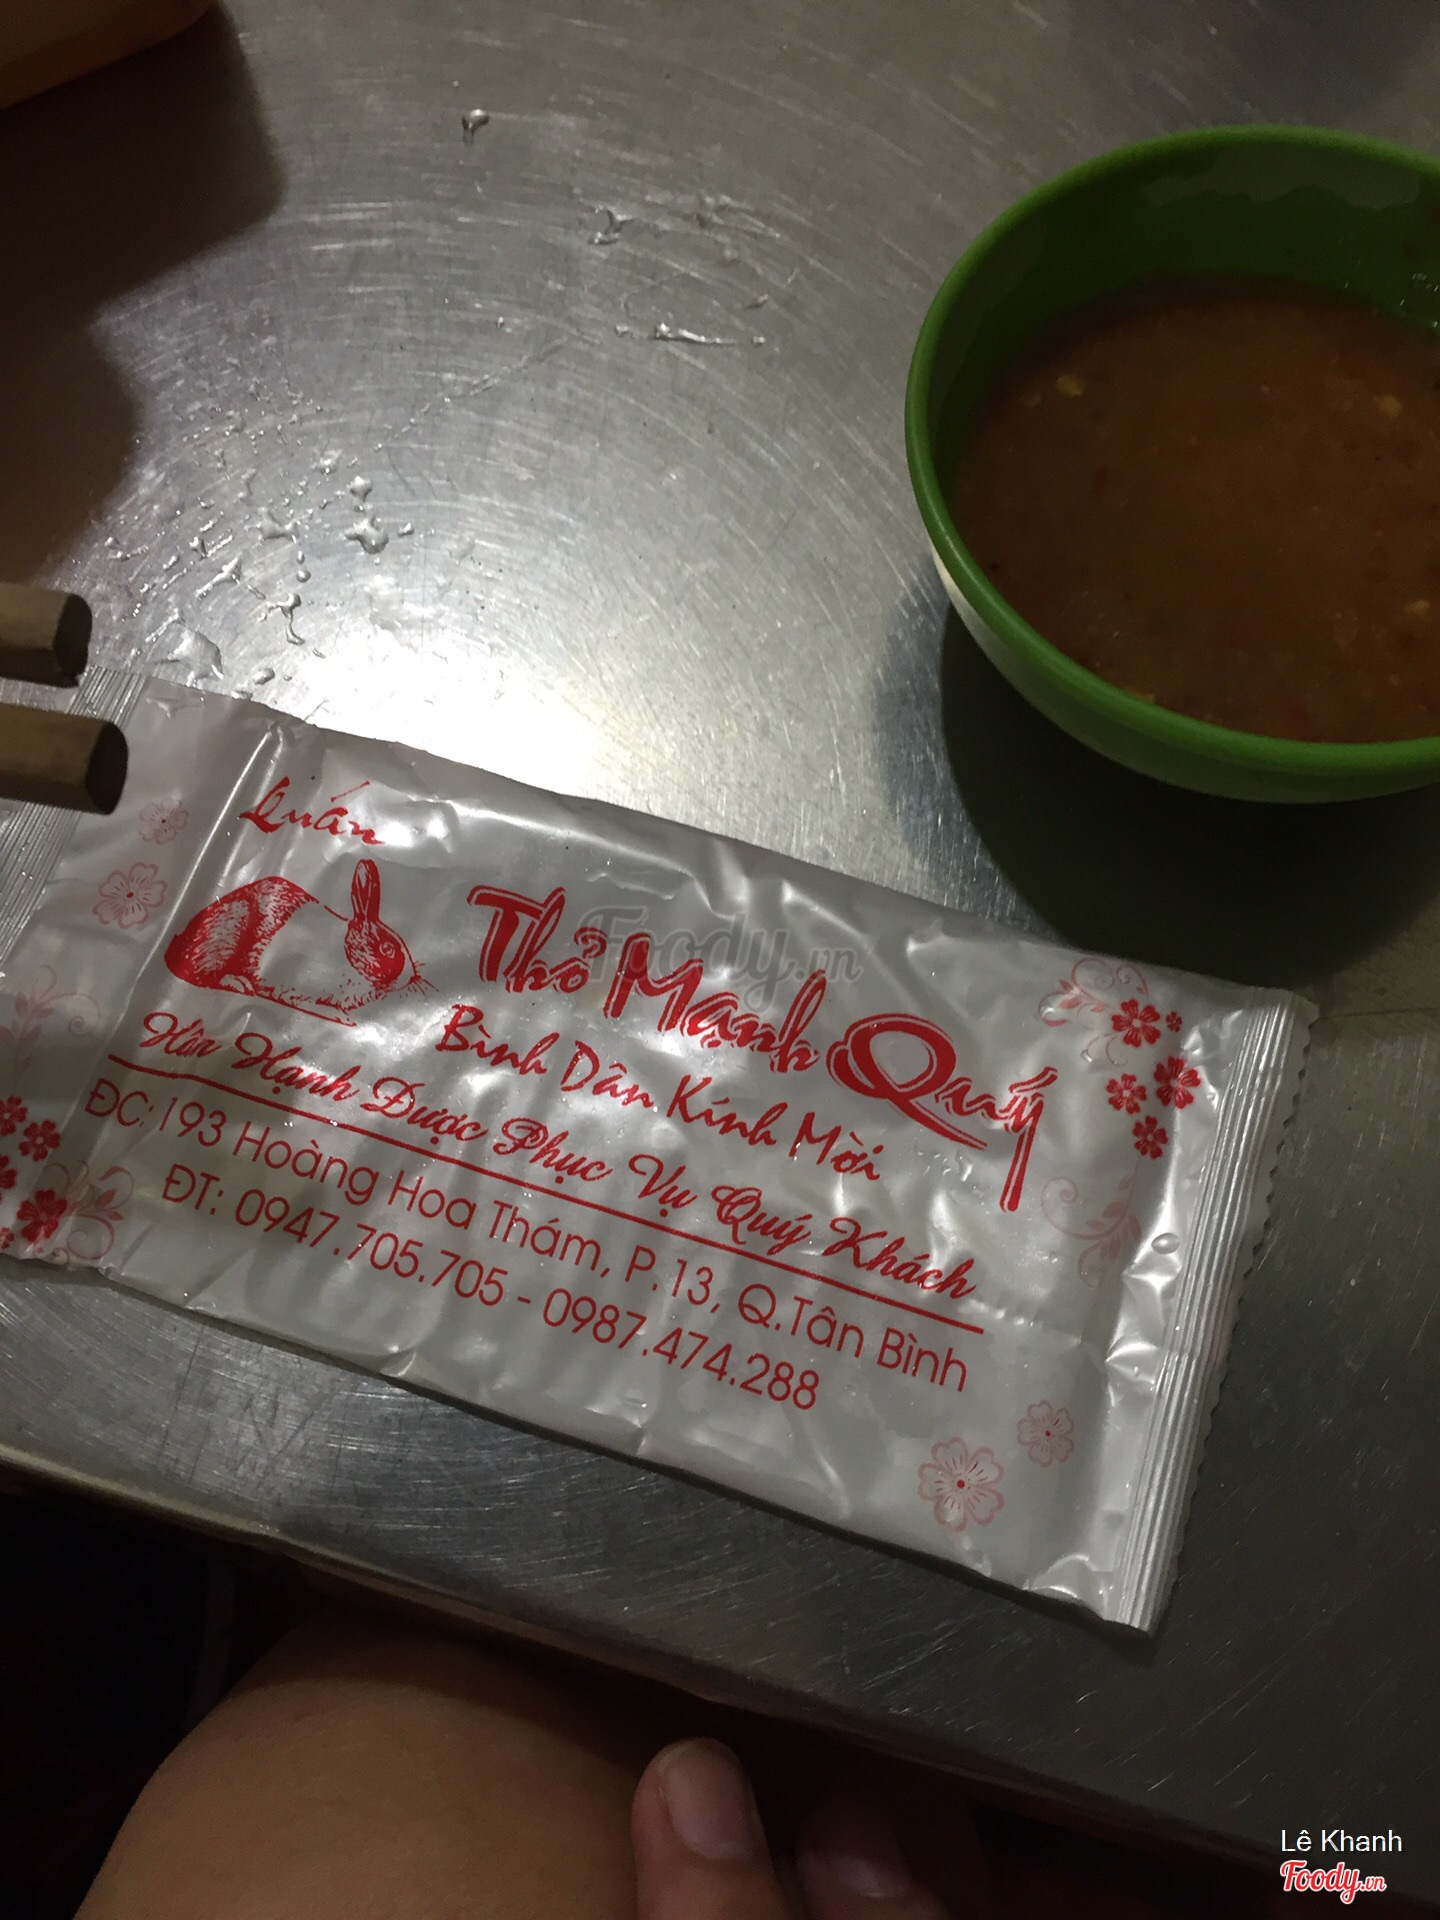 Quán
Thỏ Mạnh Quý
Bình Dân Kính Mời
Hân Hạnh Được Phục Vụ Quý Khách
ĐC: 193 Hoàng Hoa Thám, P.13, Q.Tân Bình
ĐT: 0947.705.705 - 0987.474.288
Foody.vn
Lê Khanh
Foody.vn